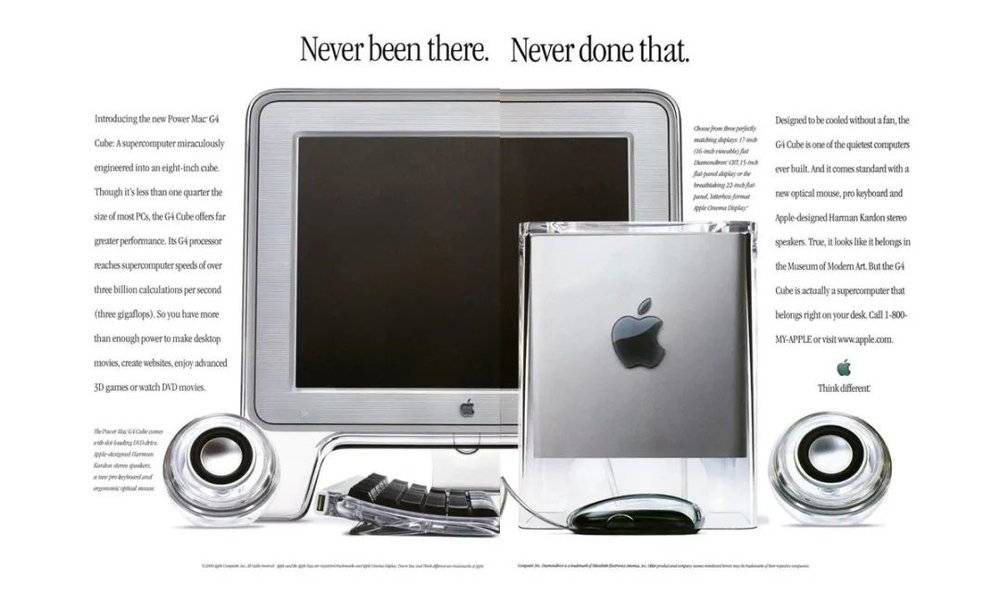 Never been there. Never done that.
Introducing the new Power Mac G4
Cube: A supercomputer miraculously
engineered into an eight-inch cube.
Though it's less than one quarter the
size of most PCs, the G4 Cube offers far
greater performance. Its G4 processor
reaches supercomputer speeds of over
three billion calculations per second
(three gigaflops). So you have more
than enough power to make desktop
movies, create websites, enjoy advanced
3D games or watch DVD movies.
The Power Mac G4 Cube comes
with slot-loading DVD drive,
Apple-designed Harman
Kardon stereo speakers,
a new pro keyboard and
ergonomic optical mouse.
Choose from three perfectly
matching displays: 17-inch
(16-inch viewable) flat
Diamondtron CRT, 15-inch
flat-panel display or the
breathtaking 22-inch flat-
panel, letterbox-format
Apple Cinema Display.
Designed to be cooled without a fan, the
G4 Cube is one of the quietest computers
ever built. And it comes standard with a
new optical mouse, pro keyboard and
Apple-designed Harman Kardon stereo
speakers. True, it looks like it belongs in
the Museum of Modern Art. But the G4
Cube is actually a supercomputer that
belongs right on your desk. Call 1-800-
MY-APPLE or visit www.apple.com.
Think different.